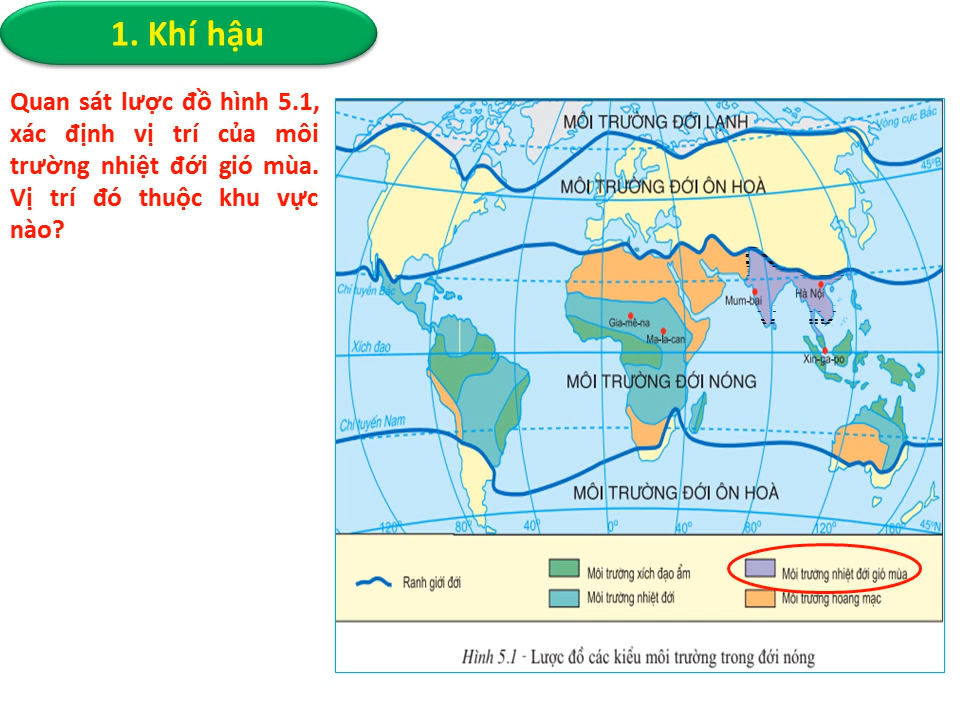 1. Khí hậu
Quan sát lược đồ hình 5.1,
xác định vị trí của môi
trường nhiệt đới gió mùa.
Vị trí đó thuộc khu vực
nào?
MÔI TRƯỜNG ĐỚI LẠNH
Vòng cực Bắc
45°B
MÔI TRƯỜNG ĐỚI ÔN HOÀ
Chí tuyến Bắc
Mum-bai
Hà Nội
Gia-mê-na
Ma-la-can
Xích đạo
Xin-ga-po
MÔI TRƯỜNG ĐỚI NÓNG
Chí tuyến Nam
MÔI TRƯỜNG ĐỚI ÔN HOÀ
120° 80° 40° 0° 40° 80° 120° 160° 45°N
Ranh giới đới
Môi trường xích đạo ẩm
Môi trường nhiệt đới gió mùa
Môi trường nhiệt đới
Môi trường hoang mạc
Hình 5.1 - Lược đồ các kiểu môi trường trong đới nóng